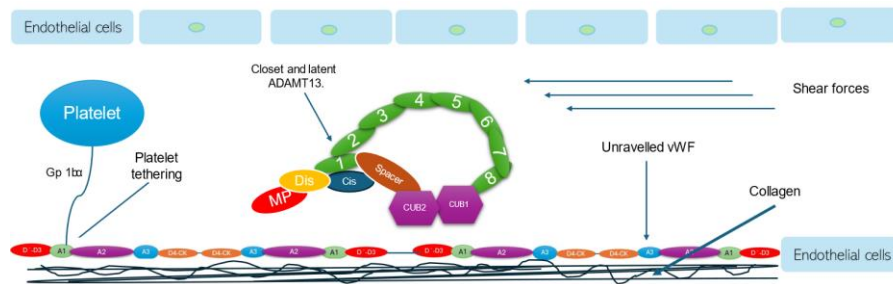 Endothelial cells
Closet and latent
ADAMT13.
Shear forces
Platelet
Gp 1bα
Platelet
tethering
1
2
3
4
5
6
7
8
Spacer
Dis
Cis
MP
CUB2
CUB1
Unravelled vWF
Collagen
D´-D3 A1 A2 A3 D4-CK D4-CK A3 A2 A1 D´-D3 D´-D3 A1 A2 A3 D4-CK D4-CK A3 A1 D´-D3
Endothelial cells